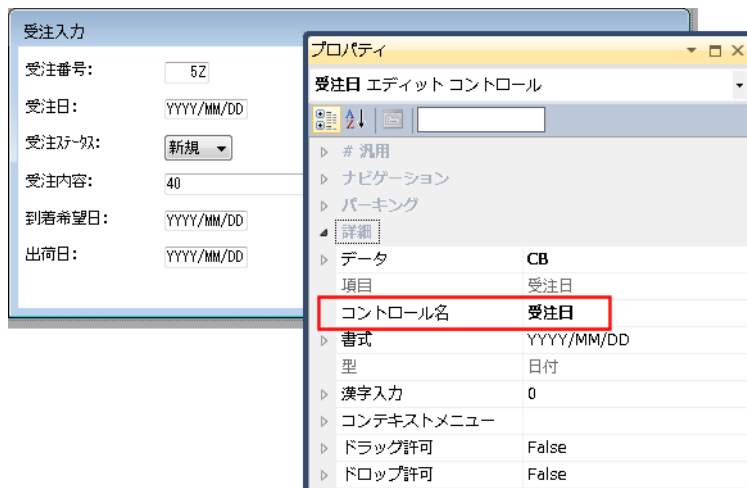 受注入力
受注番号: 5Z
受注日: YYYY/MM/DD
受注ｽﾃｰﾀｽ: 新規
受注内容: 40
到着希望日: YYYY/MM/DD
出荷日: YYYY/MM/DD
プロパティ
受注日 エディット コントロール
# 汎用
ナビゲーション
パーキング
詳細
データ CB
項目 受注日
コントロール名 受注日
書式 YYYY/MM/DD
型 日付
漢字入力 0
コンテキストメニュー
ドラッグ許可 False
ドロップ許可 False